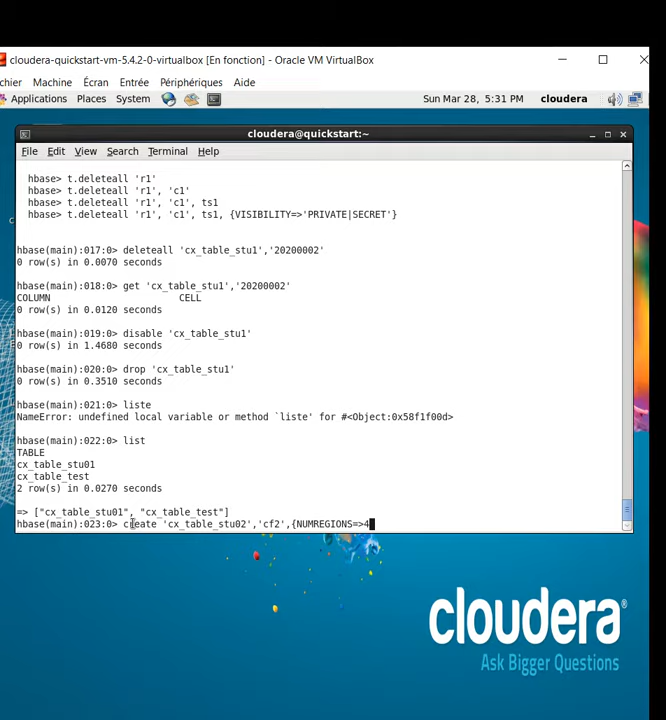 cloudera-quickstart-vm-5.4.2-0-virtualbox [En fonction] - Oracle VM VirtualBox
chier Machine Écran Entrée Périphériques Aide
Applications Places System Sun Mar 28, 5:31 PM cloudera
cloudera@quickstart:~
File Edit View Search Terminal Help
hbase> t.deleteall 'r1'
hbase> t.deleteall 'r1', 'c1'
hbase> t.deleteall 'r1', 'c1', ts1
hbase> t.deleteall 'r1', 'c1', ts1, {VISIBILITY=>'PRIVATE|SECRET'}
hbase(main):017:0> deleteall 'cx_table_stu1','20200002'
0 row(s) in 0.0070 seconds
hbase(main):018:0> get 'cx_table_stu1','20200002'
COLUMN CELL
0 row(s) in 0.0120 seconds
hbase(main):019:0> disable 'cx_table_stu1'
0 row(s) in 1.4680 seconds
hbase(main):020:0> drop 'cx_table_stu1'
0 row(s) in 0.3510 seconds
hbase(main):021:0> liste
NameError: undefined local variable or method `liste' for #<Object:0x58f1f00d>
hbase(main):022:0> list
TABLE
cx_table_stu01
cx_table_test
2 row(s) in 0.0270 seconds
=> ["cx_table_stu01", "cx_table_test"]
hbase(main):023:0> create 'cx_table_stu02','cf2',{NUMREGIONS=>4
cloudera®
Ask Bigger Questions